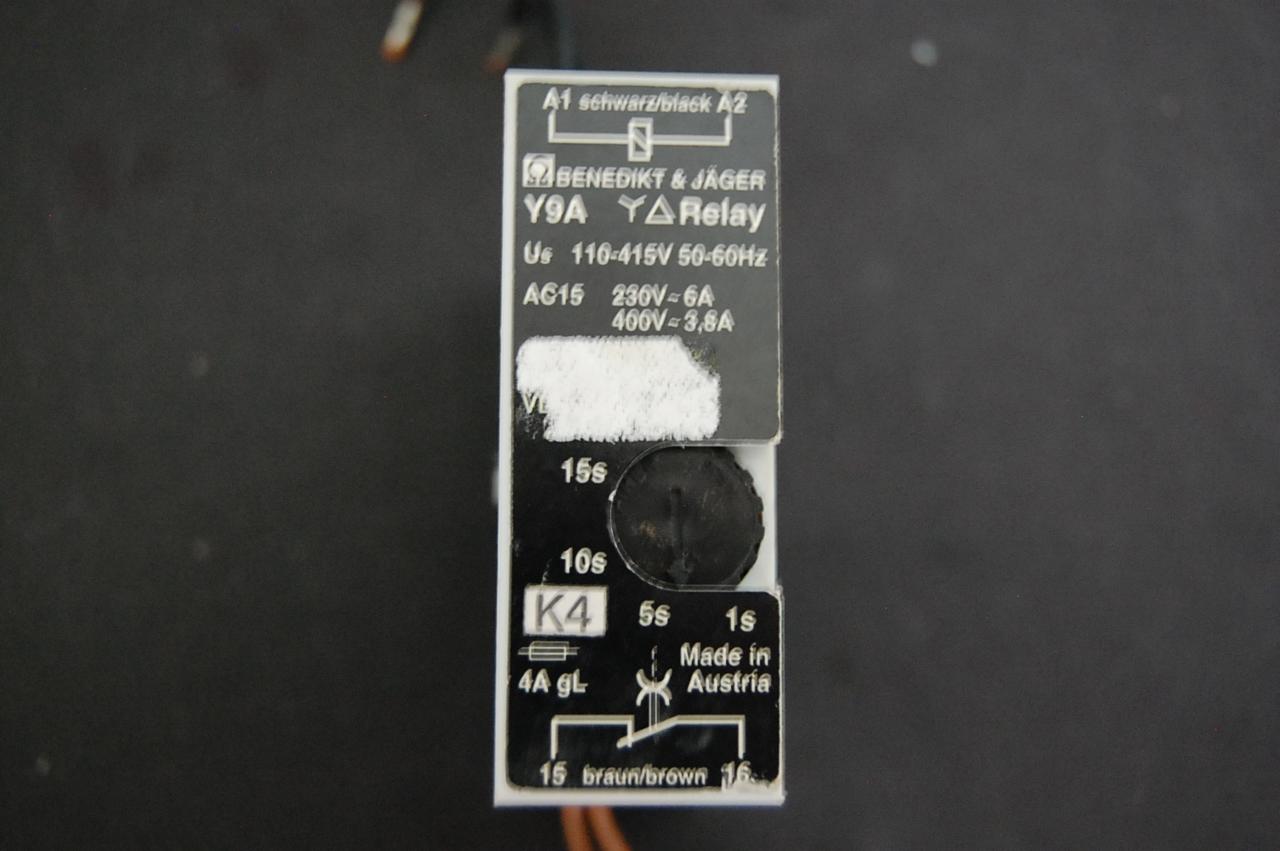 A1 schwarz/black A2
BENEDIKT & JÄGER
Y9A Relay
Us 110-415V 50-60Hz
AC15 230V~ 6A
400V~ 3,8A
15s
10s
K4 5s 1s
Made in
4A gL Austria
15 braun/brown 16